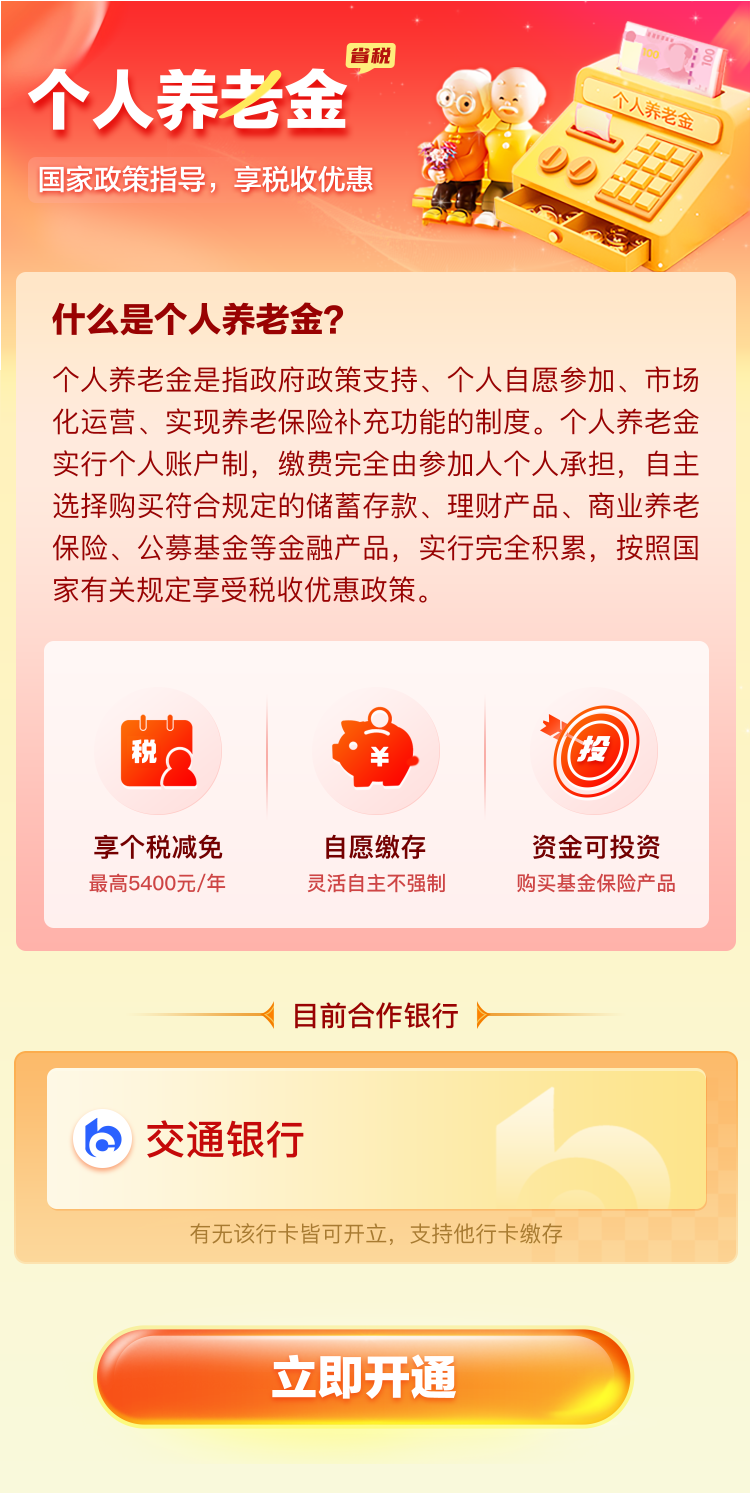 省税
个人养老金
国家政策指导，享税收优惠
100
100
个人养老金
什么是个人养老金？
个人养老金是指政府政策支持、个人自愿参加、市场
化运营、实现养老保险补充功能的制度。个人养老金
实行个人账户制，缴费完全由参加人个人承担，自主
选择购买符合规定的储蓄存款、理财产品、商业养老
保险、公募基金等金融产品，实行完全积累，按照国
家有关规定享受税收优惠政策。
税
¥
投
享个税减免
自愿缴存
资金可投资
最高5400元/年
灵活自主不强制
购买基金保险产品
目前合作银行
交通银行
有无该行卡皆可开立，支持他行卡缴存
立即开通